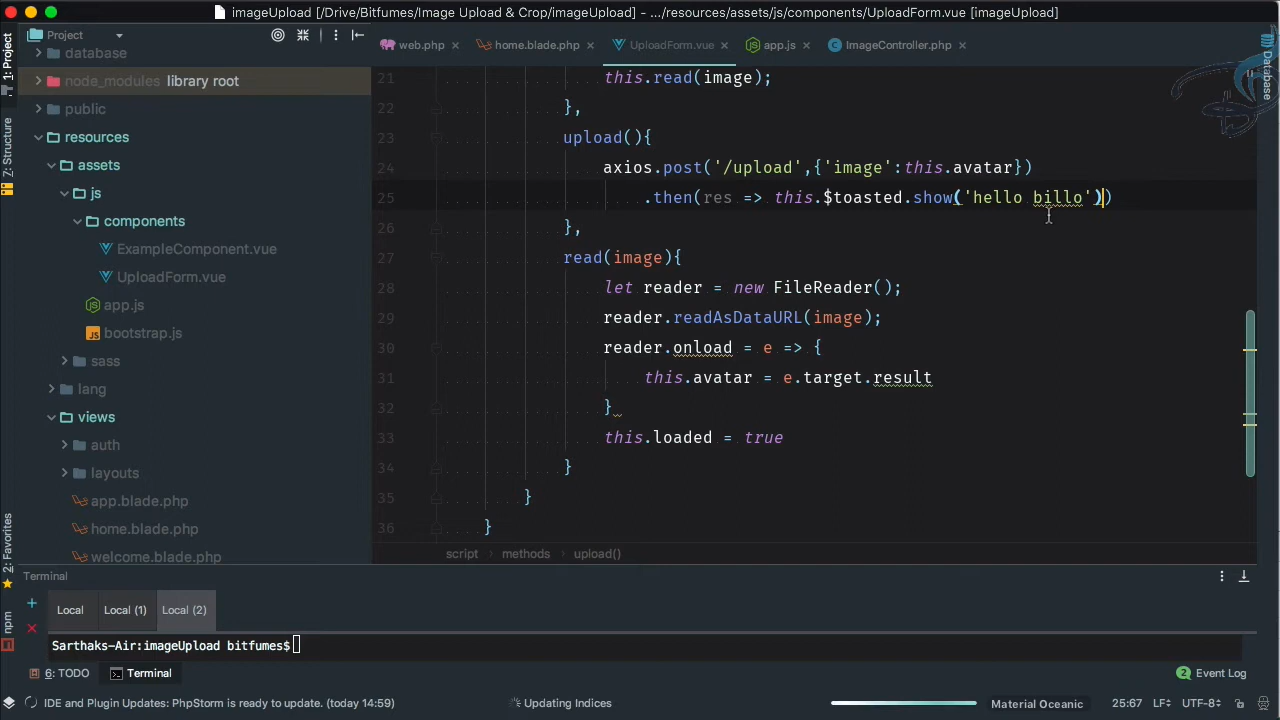 imageUpload [/Drive/Bitfumes/Image Upload & Crop/imageUpload] - .../resources/assets/js/components/UploadForm.vue [imageUpload]
1: Project
Z: Structure
2: Favorites
npm
Database
Project
web.php
home.blade.php
UploadForm.vue
app.js
ImageController.php
database
node_modules library root
public
resources
assets
js
components
ExampleComponent.vue
UploadForm.vue
app.js
bootstrap.js
sass
lang
views
auth
layouts
app.blade.php
home.blade.php
welcome.blade.php
21 this.read(image);
22 },
23 upload(){
24 axios.post('/upload',{'image':this.avatar})
25 .then(res => this.$toasted.show('hello billo'))
26 },
27 read(image){
28 let reader = new FileReader();
29 reader.readAsDataURL(image);
30 reader.onload = e => {
31 this.avatar = e.target.result
32 }
33 this.loaded = true
34 }
35 }
36 }
script > methods > upload()
Terminal
Local Local (1) Local (2)
Sarthaks-Air:imageUpload bitfumes$
6: TODO Terminal 2 Event Log
IDE and Plugin Updates: PhpStorm is ready to update. (today 14:59) Updating Indices Material Oceanic 25:67 LF UTF-8